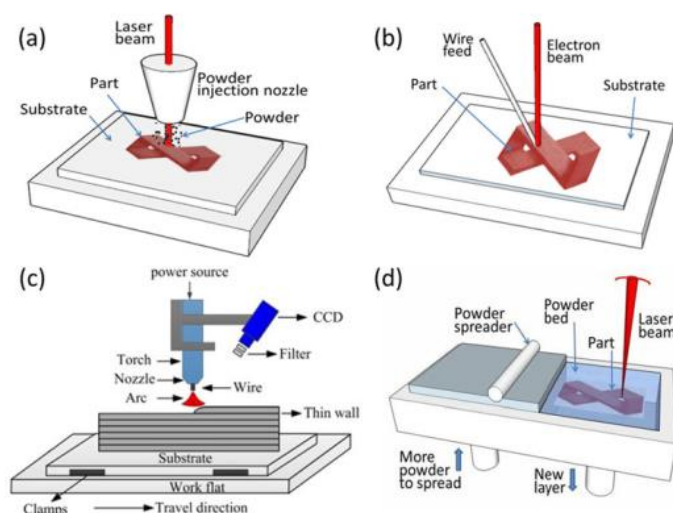 (a)
Laser
beam
Part
Substrate
Powder
injection nozzle
Powder
(b)
Wire
feed
Electron
beam
Part
Substrate
(c)
power source
CCD
Filter
Torch
Nozzle
Wire
Arc
Thin wall
Substrate
Work flat
Clamps
Travel direction
(d)
Powder
spreader
Powder
bed
Part
Laser
beam
More
powder
to spread
New
layer